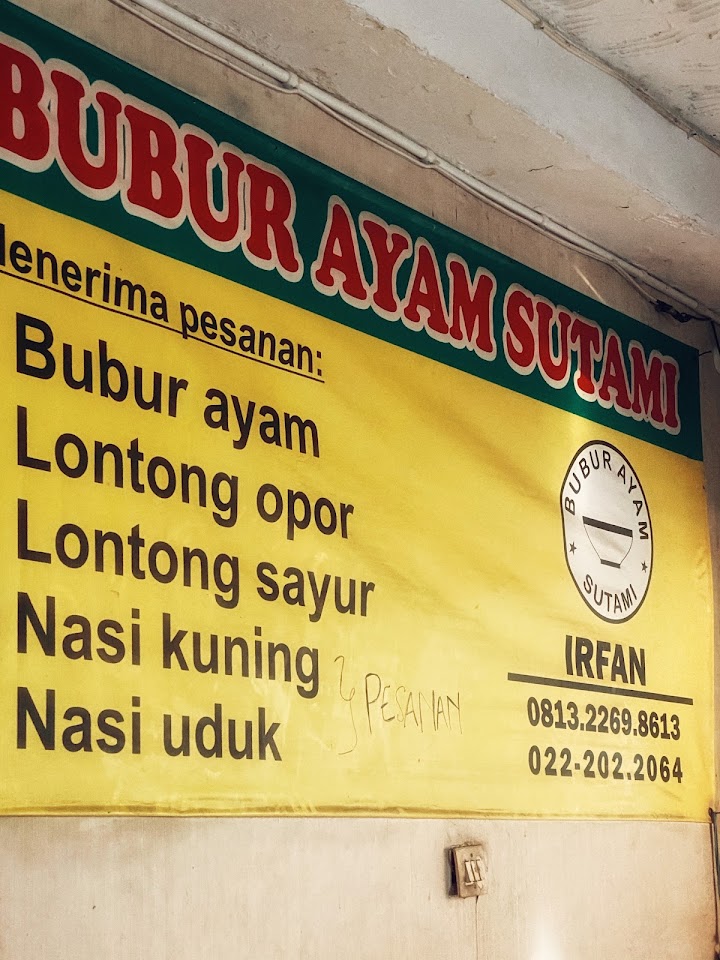 BUBUR AYAM SUTAMI
Menerima pesanan:
Bubur ayam
Lontong opor
Lontong sayur
Nasi kuning
Nasi uduk
} PESANAN
BUBUR AYAM
SUTAMI
IRFAN
0813.2269.8613
022-202.2064